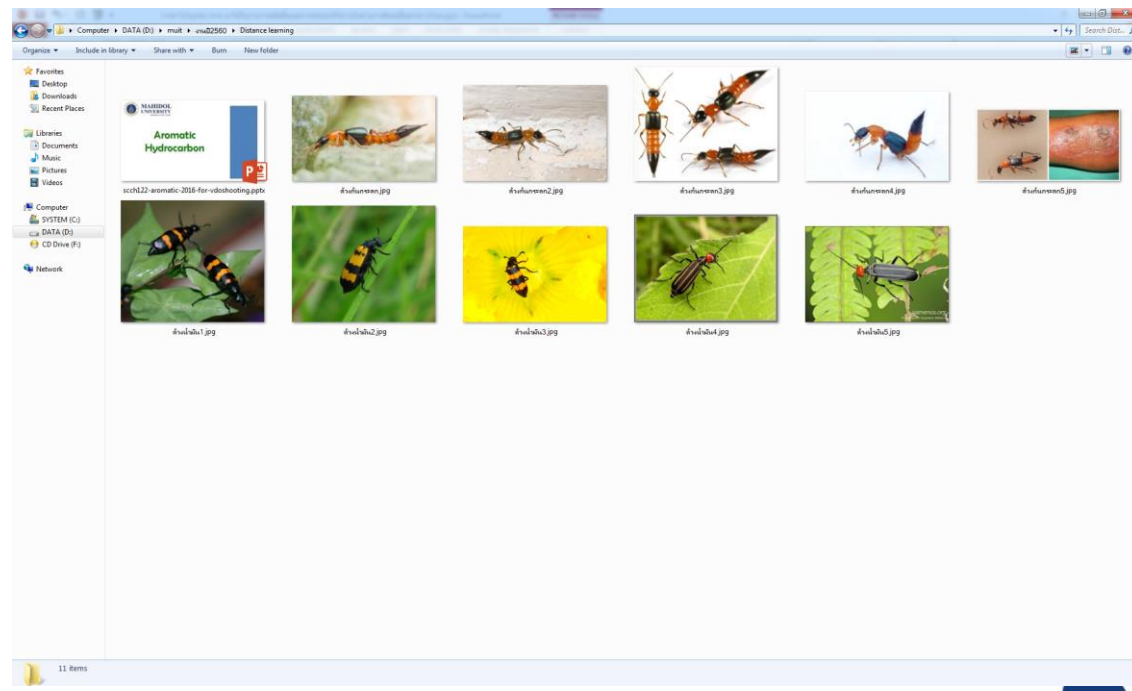 Computer ▸ DATA (D:) ▸ muit ▸ งานปี2560 ▸ Distance learning
Search Dist...
Organize Include in library Share with Burn New folder
Favorites
Desktop
Downloads
Recent Places
Libraries
Documents
Music
Pictures
Videos
Computer
SYSTEM (C:)
DATA (D:)
CD Drive (F:)
Network
MAHIDOL
UNIVERSITY
Aromatic
Hydrocarbon
P
scch122-aromatic-2016-for-vdoshooting.pptx
ด้วงก้นกระดก.jpg
ด้วงก้นกระดก2.jpg
ด้วงก้นกระดก3.jpg
ด้วงก้นกระดก4.jpg
ด้วงก้นกระดก5.jpg
ด้วงน้ำมัน1.jpg
ด้วงน้ำมัน2.jpg
ด้วงน้ำมัน3.jpg
ด้วงน้ำมัน4.jpg
ด้วงน้ำมัน5.jpg
11 items